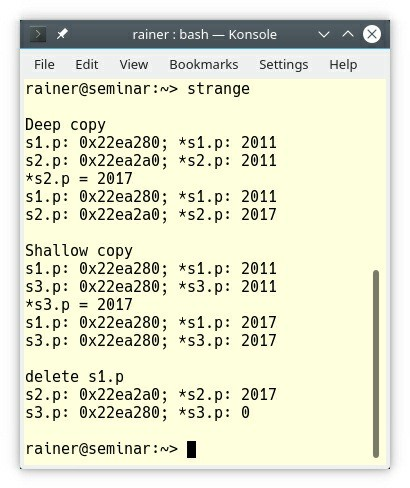 rainer : bash — Konsole
File Edit View Bookmarks Settings Help
rainer@seminar:~> strange
Deep copy
s1.p: 0x22ea280; *s1.p: 2011
s2.p: 0x22ea2a0; *s2.p: 2011
*s2.p = 2017
s1.p: 0x22ea280; *s1.p: 2011
s2.p: 0x22ea2a0; *s2.p: 2017
Shallow copy
s1.p: 0x22ea280; *s1.p: 2011
s3.p: 0x22ea280; *s3.p: 2011
*s3.p = 2017
s1.p: 0x22ea280; *s1.p: 2017
s3.p: 0x22ea280; *s3.p: 2017
delete s1.p
s2.p: 0x22ea2a0; *s2.p: 2017
s3.p: 0x22ea280; *s3.p: 0
rainer@seminar:~>